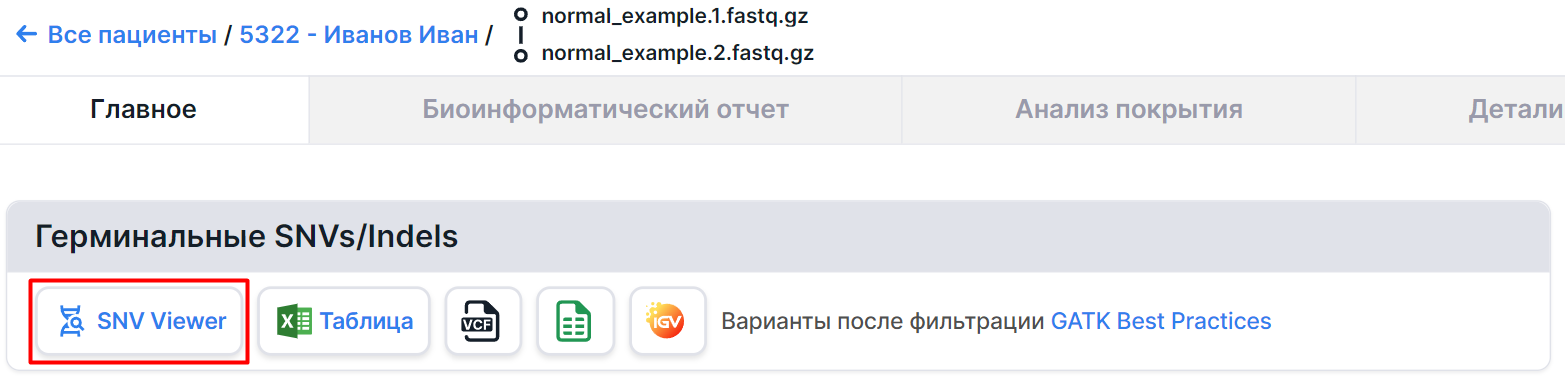 ← Все пациенты / 5322 - Иванов Иван /
normal_example.1.fastq.gz
normal_example.2.fastq.gz
Главное
Биоинформатический отчет
Анализ покрытия
Детали
Герминальные SNVs/Indels
SNV Viewer
Таблица
VCF
IGV
Варианты после фильтрации GATK Best Practices